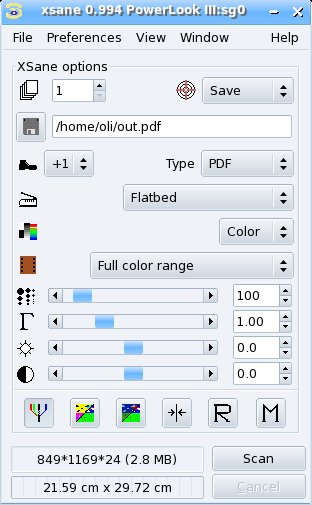 xsane 0.994 PowerLook III:sg0
File Preferences View Window Help
XSane options
1 Save
/home/oli/out.pdf
+1 Type PDF
Flatbed
Color
Full color range
100
Γ 1.00
0.0
0.0
R M
849*1169*24 (2.8 MB) Scan
21.59 cm x 29.72 cm Cancel